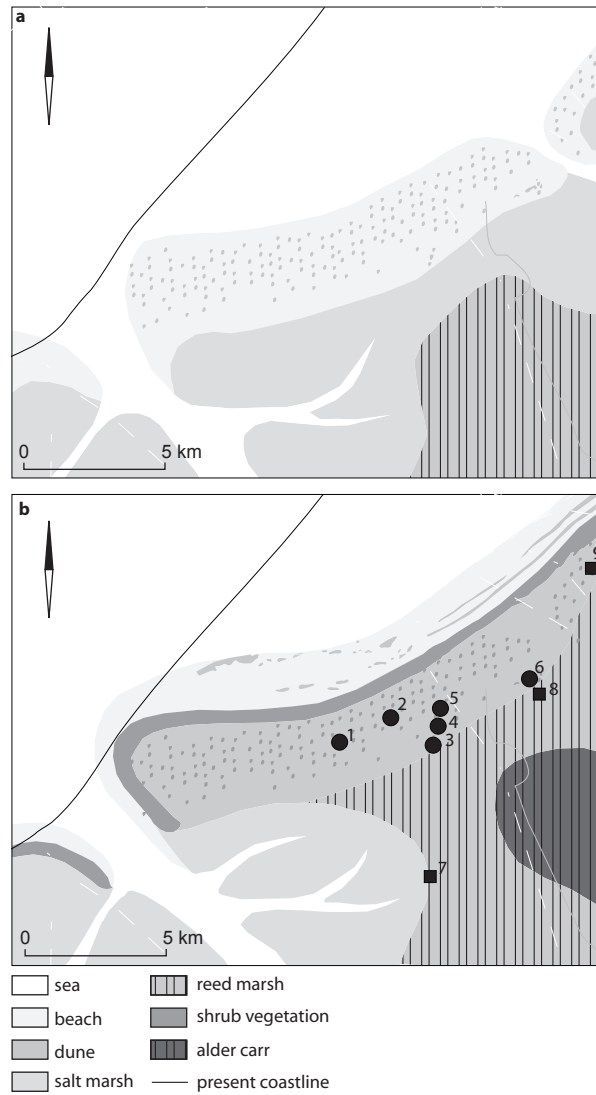 a
0 5 km
b
9
6
8
5
2
4
1
3
7
0 5 km
sea
beach
dune
salt marsh
reed marsh
shrub vegetation
alder carr
present coastline